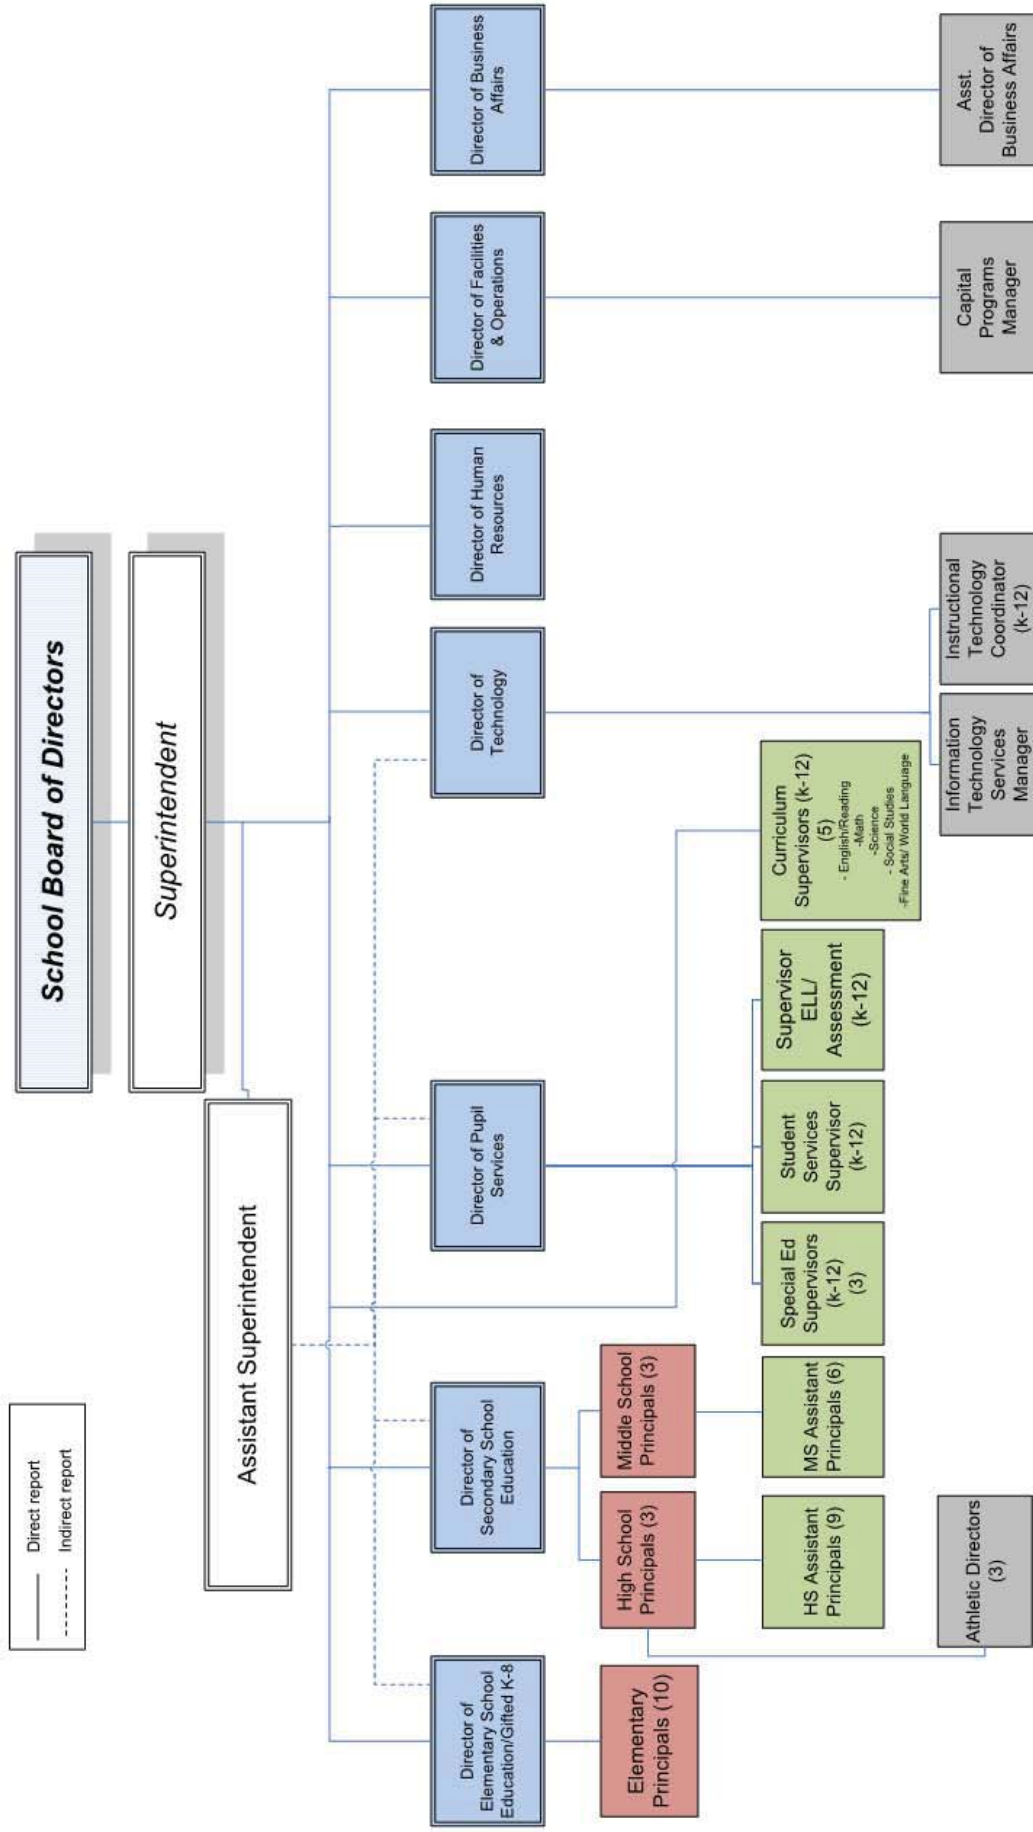 Direct report
Indirect report
School Board of Directors
Superintendent
Assistant Superintendent
Director of
Elementary School
Education/Gifted K-8
Director of
Secondary School
Education
Director of Pupil
Services
Director of
Technology
Director of Human
Resources
Director of Facilities
& Operations
Director of Business
Affairs
Elementary
Principals (10)
High School
Principals (3)
Middle School
Principals (3)
HS Assistant
Principals (9)
MS Assistant
Principals (6)
Special Ed
Supervisors
(k-12)
(3)
Student
Services
Supervisor
(k-12)
Supervisor
ELL/
Assessment
(k-12)
Curriculum
Supervisors (k-12)
(5)
- English/Reading
-Math
-Science
- Social Studies
-Fine Arts/ World Language
Athletic Directors
(3)
Information
Technology
Services
Manager
Instructional
Technology
Coordinator
(k-12)
Capital
Programs
Manager
Asst.
Director of
Business Affairs